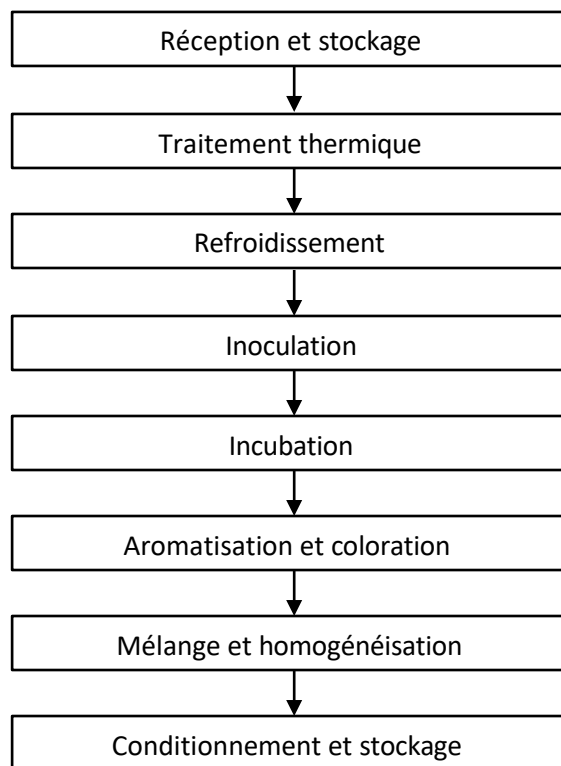 Réception et stockage
Traitement thermique
Refroidissement
Inoculation
Incubation
Aromatisation et coloration
Mélange et homogénéisation
Conditionnement et stockage